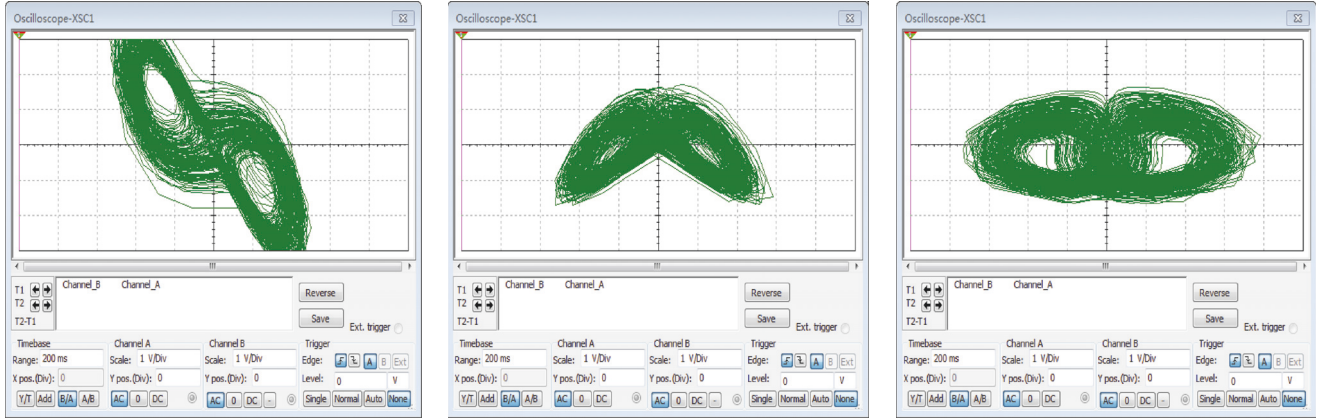 Oscilloscope-XSC1
T1 Channel_B Channel_A Reverse
T2
T2-T1 Save Ext. trigger
Timebase Channel A Channel B Trigger
Range: 200 ms Scale: 1 V/Div Scale: 1 V/Div Edge: A B Ext
X pos.(Div): 0 Y pos.(Div): 0 Y pos.(Div): 0 Level: 0 V
Y/T Add B/A A/B AC 0 DC AC 0 DC - Single Normal Auto None
Oscilloscope-XSC1
T1 Channel_B Channel_A Reverse
T2
T2-T1 Save Ext. trigger
Timebase Channel A Channel B Trigger
Range: 200 ms Scale: 1 V/Div Scale: 1 V/Div Edge: A B Ext
X pos.(Div): 0 Y pos.(Div): 0 Y pos.(Div): 0 Level: 0 V
Y/T Add B/A A/B AC 0 DC AC 0 DC - Single Normal Auto None
Oscilloscope-XSC1
T1 Channel_B Channel_A Reverse
T2
T2-T1 Save Ext. trigger
Timebase Channel A Channel B Trigger
Range: 200 ms Scale: 1 V/Div Scale: 1 V/Div Edge: A B Ext
X pos.(Div): 0 Y pos.(Div): 0 Y pos.(Div): 0 Level: 0 V
Y/T Add B/A A/B AC 0 DC AC 0 DC - Single Normal Auto None